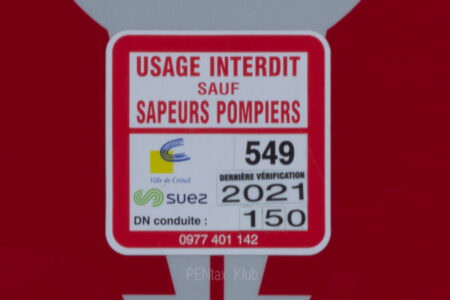 USAGE INTERDIT
SAUF
SAPEURS POMPIERS
549
Ville de Créteil
DERNIÈRE VÉRIFICATION
suez
2021
DN conduite :
150
0977 401 142
PENtax Klub